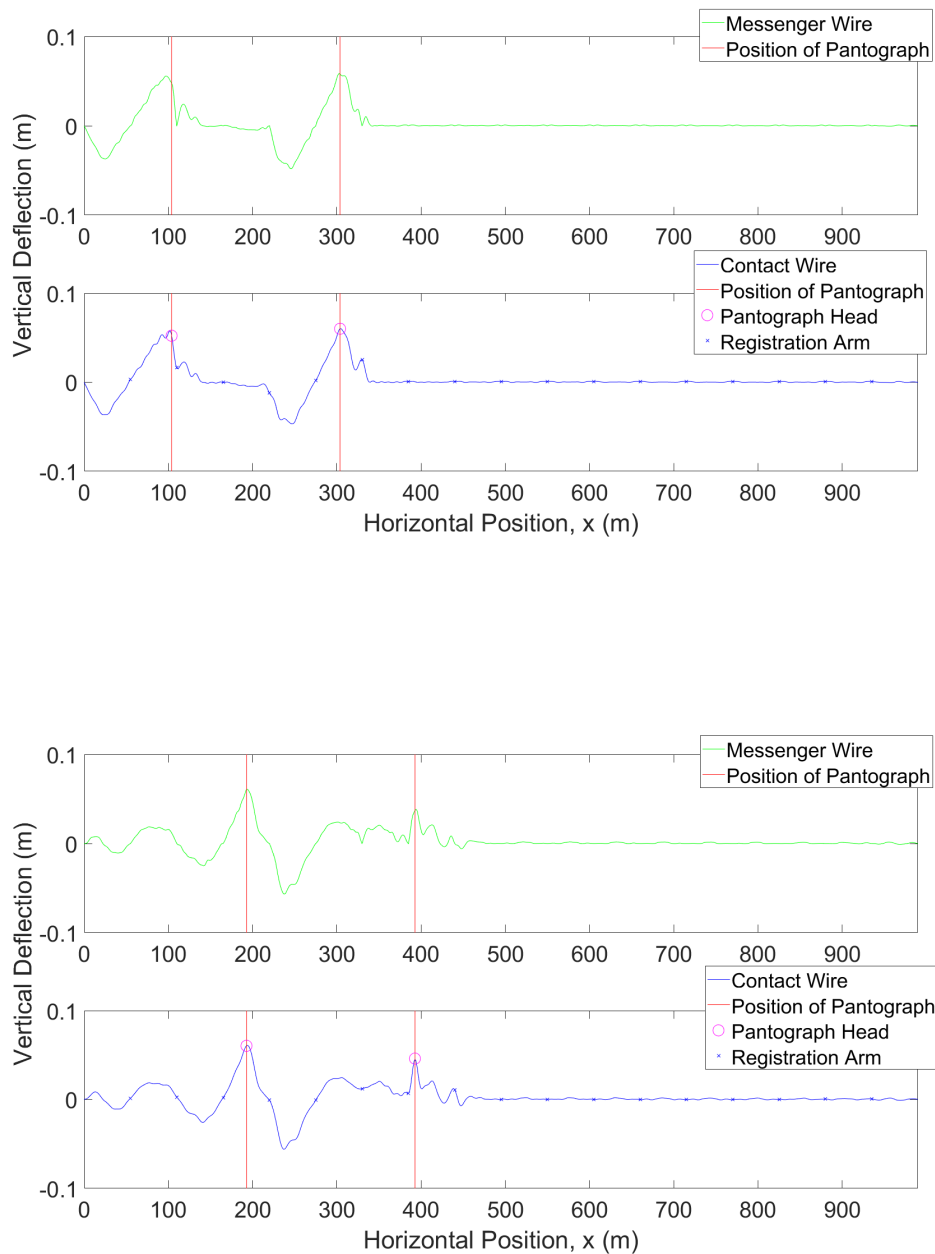 Messenger Wire
Position of Pantograph
0.1
0
-0.1
0 100 200 300 400 500 600 700 800 900
Vertical Deflection (m)
Contact Wire
Position of Pantograph
Pantograph Head
Registration Arm
0.1
0
-0.1
0 100 200 300 400 500 600 700 800 900
Horizontal Position, x (m)
Messenger Wire
Position of Pantograph
0.1
0
-0.1
0 100 200 300 400 500 600 700 800 900
Vertical Deflection (m)
Contact Wire
Position of Pantograph
Pantograph Head
Registration Arm
0.1
0
-0.1
0 100 200 300 400 500 600 700 800 900
Horizontal Position, x (m)